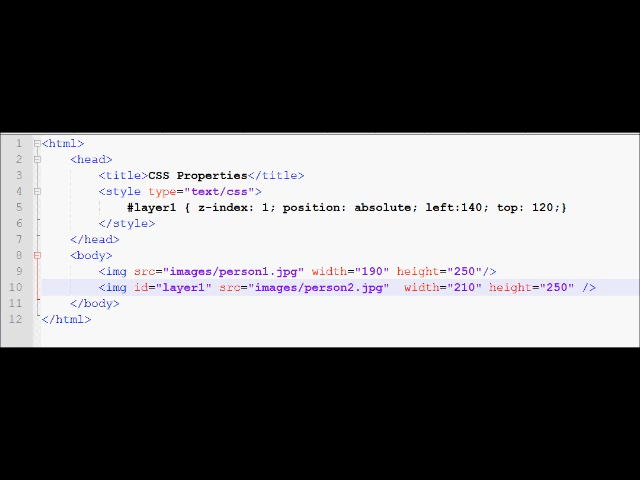 1 <html>
2 <head>
3 <title>CSS Properties</title>
4 <style type="text/css">
5 #layer1 { z-index: 1; position: absolute; left:140; top: 120;}
6 </style>
7 </head>
8 <body>
9 <img src="images/person1.jpg" width="190" height="250"/>
10 <img id="layer1" src="images/person2.jpg"  width="210" height="250" />
11 </body>
12 </html>